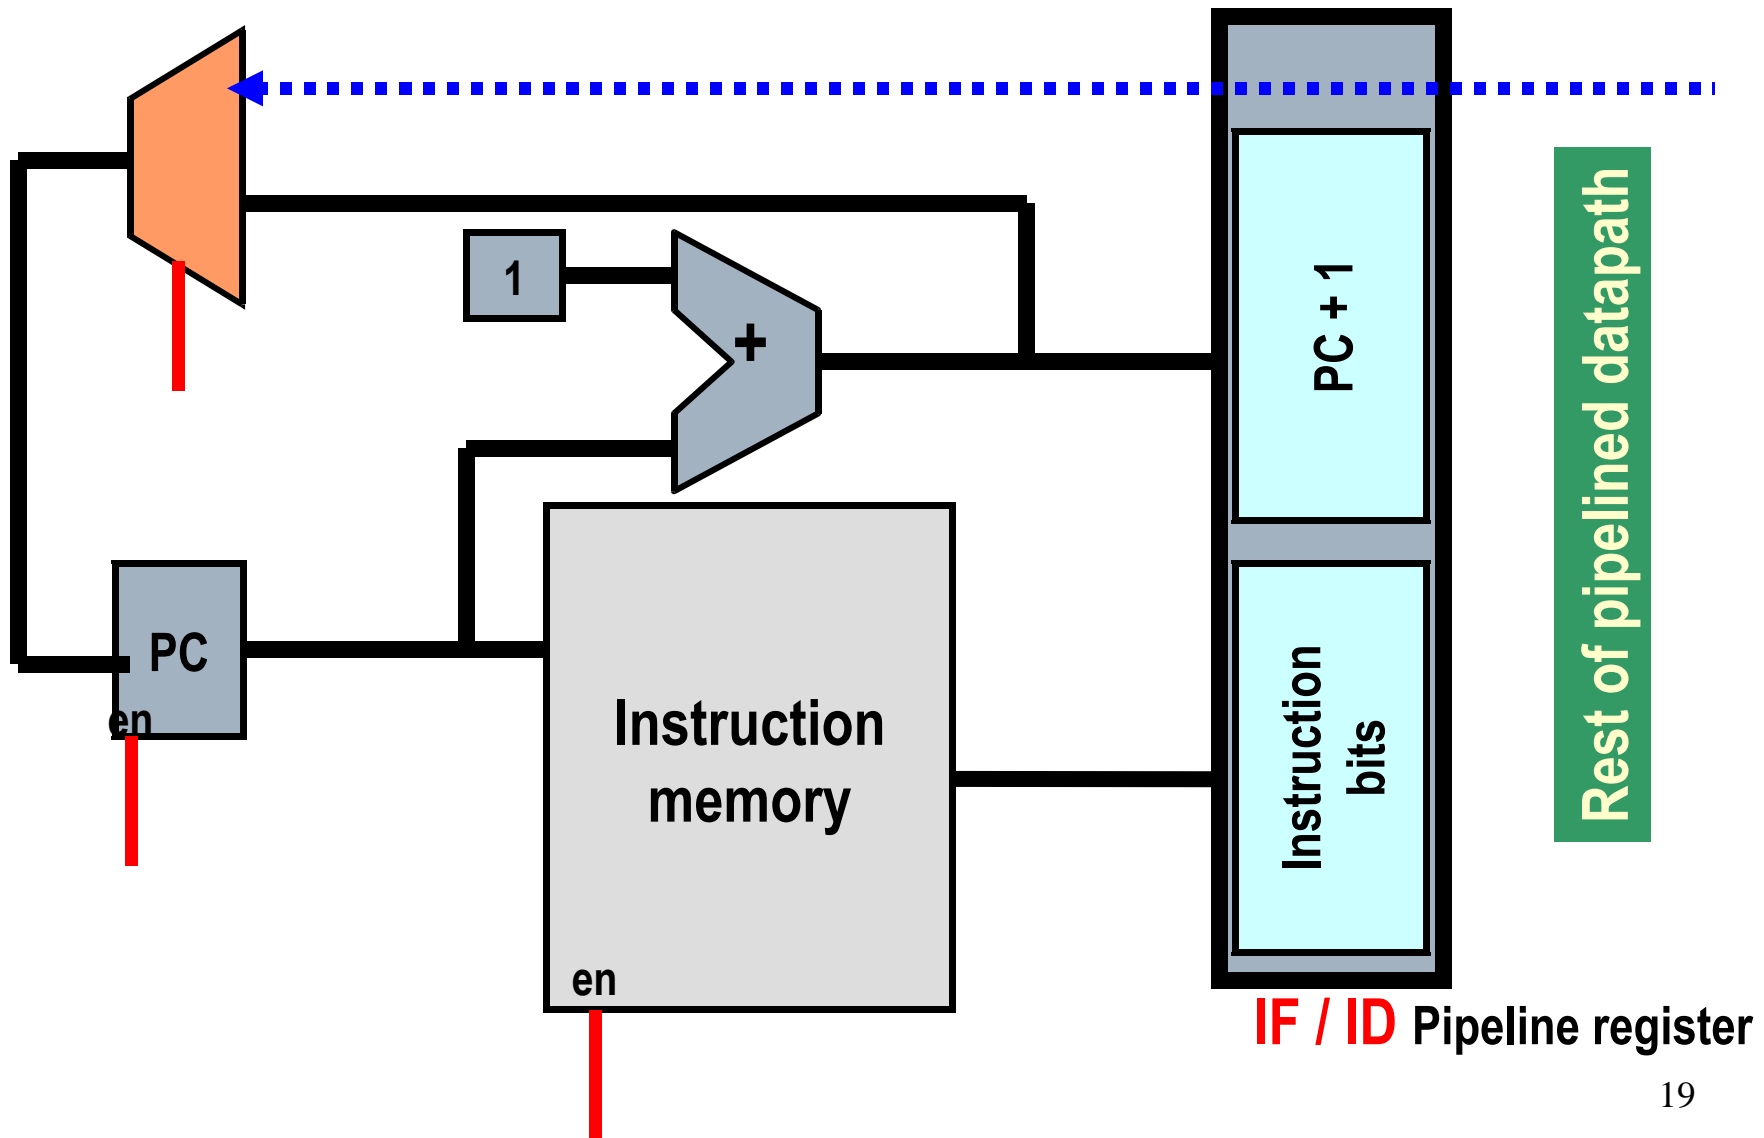 1
+
PC + 1
Rest of pipelined datapath
PC
en
Instruction
memory
en
Instruction
bits
IF / ID Pipeline register
19